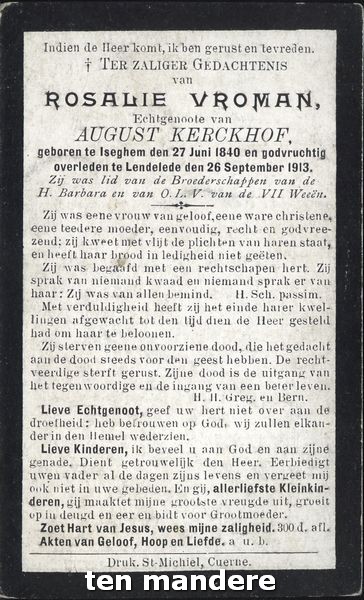 Indien de Heer komt, ik ben gerust en tevreden.
† TER ZALIGER GEDACHTENIS
van
ROSALIE VROMAN,
Echtgenoote van
AUGUST KERCKHOF,
geboren te Iseghem den 27 Juni 1840 en godvruchtig
overleden te Lendelede den 26 September 1913.
Zij was lid van de Broederschappen van de
H. Barbara en van O. L. V. van de VII Weeën.
Zij was eene vrouw van geloof, eene ware christene,
eene teedere moeder, eenvoudig, recht en godvree-
zend; zij kweet met vlijt de plichten van haren staat,
en heeft haar brood in ledigheid niet geëten.
Zij was begaafd met een rechtschapen hert. Zij
sprak van niemand kwaad en niemand sprak er van
haar: Zij was van allen bemind. H. Sch. passim.
Met verduldigheid heeft zij het einde harer kwel-
lingen afgewacht tot den tijd dien de Heer gesteld
had om haar te beloonen.
Zij sterven geene onvoorziene dood, die het gedacht
aan de dood steeds voor den geest hebben. De recht-
veerdige sterft gerust. Zijne dood is de uitgang van
het tegenwoordige en de ingang van een beter leven.
H. H. Greg. en Bern.
Lieve Echtgenoot, geef uw hert niet over aan de
droefheid: heb betrouwen op God, wij zullen elkan-
der in den Hemel wederzien.
Lieve Kinderen, ik beveel u aan God en aan zijne
genade. Dient getrouwelijk den Heer. Eerbiedigt
uwen vader al de dagen zijns levens en vergeet mij
ook niet in uwe gebeden. En gij, allerliefste Kleinkin-
deren, gij maaktet mijne grootste vreugde uit, groeit
op in deugd en eer en bidt voor Grootmoeder.
Zoet Hart van Jesus, wees mijne zaligheid. 300 d. afl.
Akten van Geloof, Hoop en Liefde. a u. b.
Druk. St-Michiel, Cuerne.
ten mandere